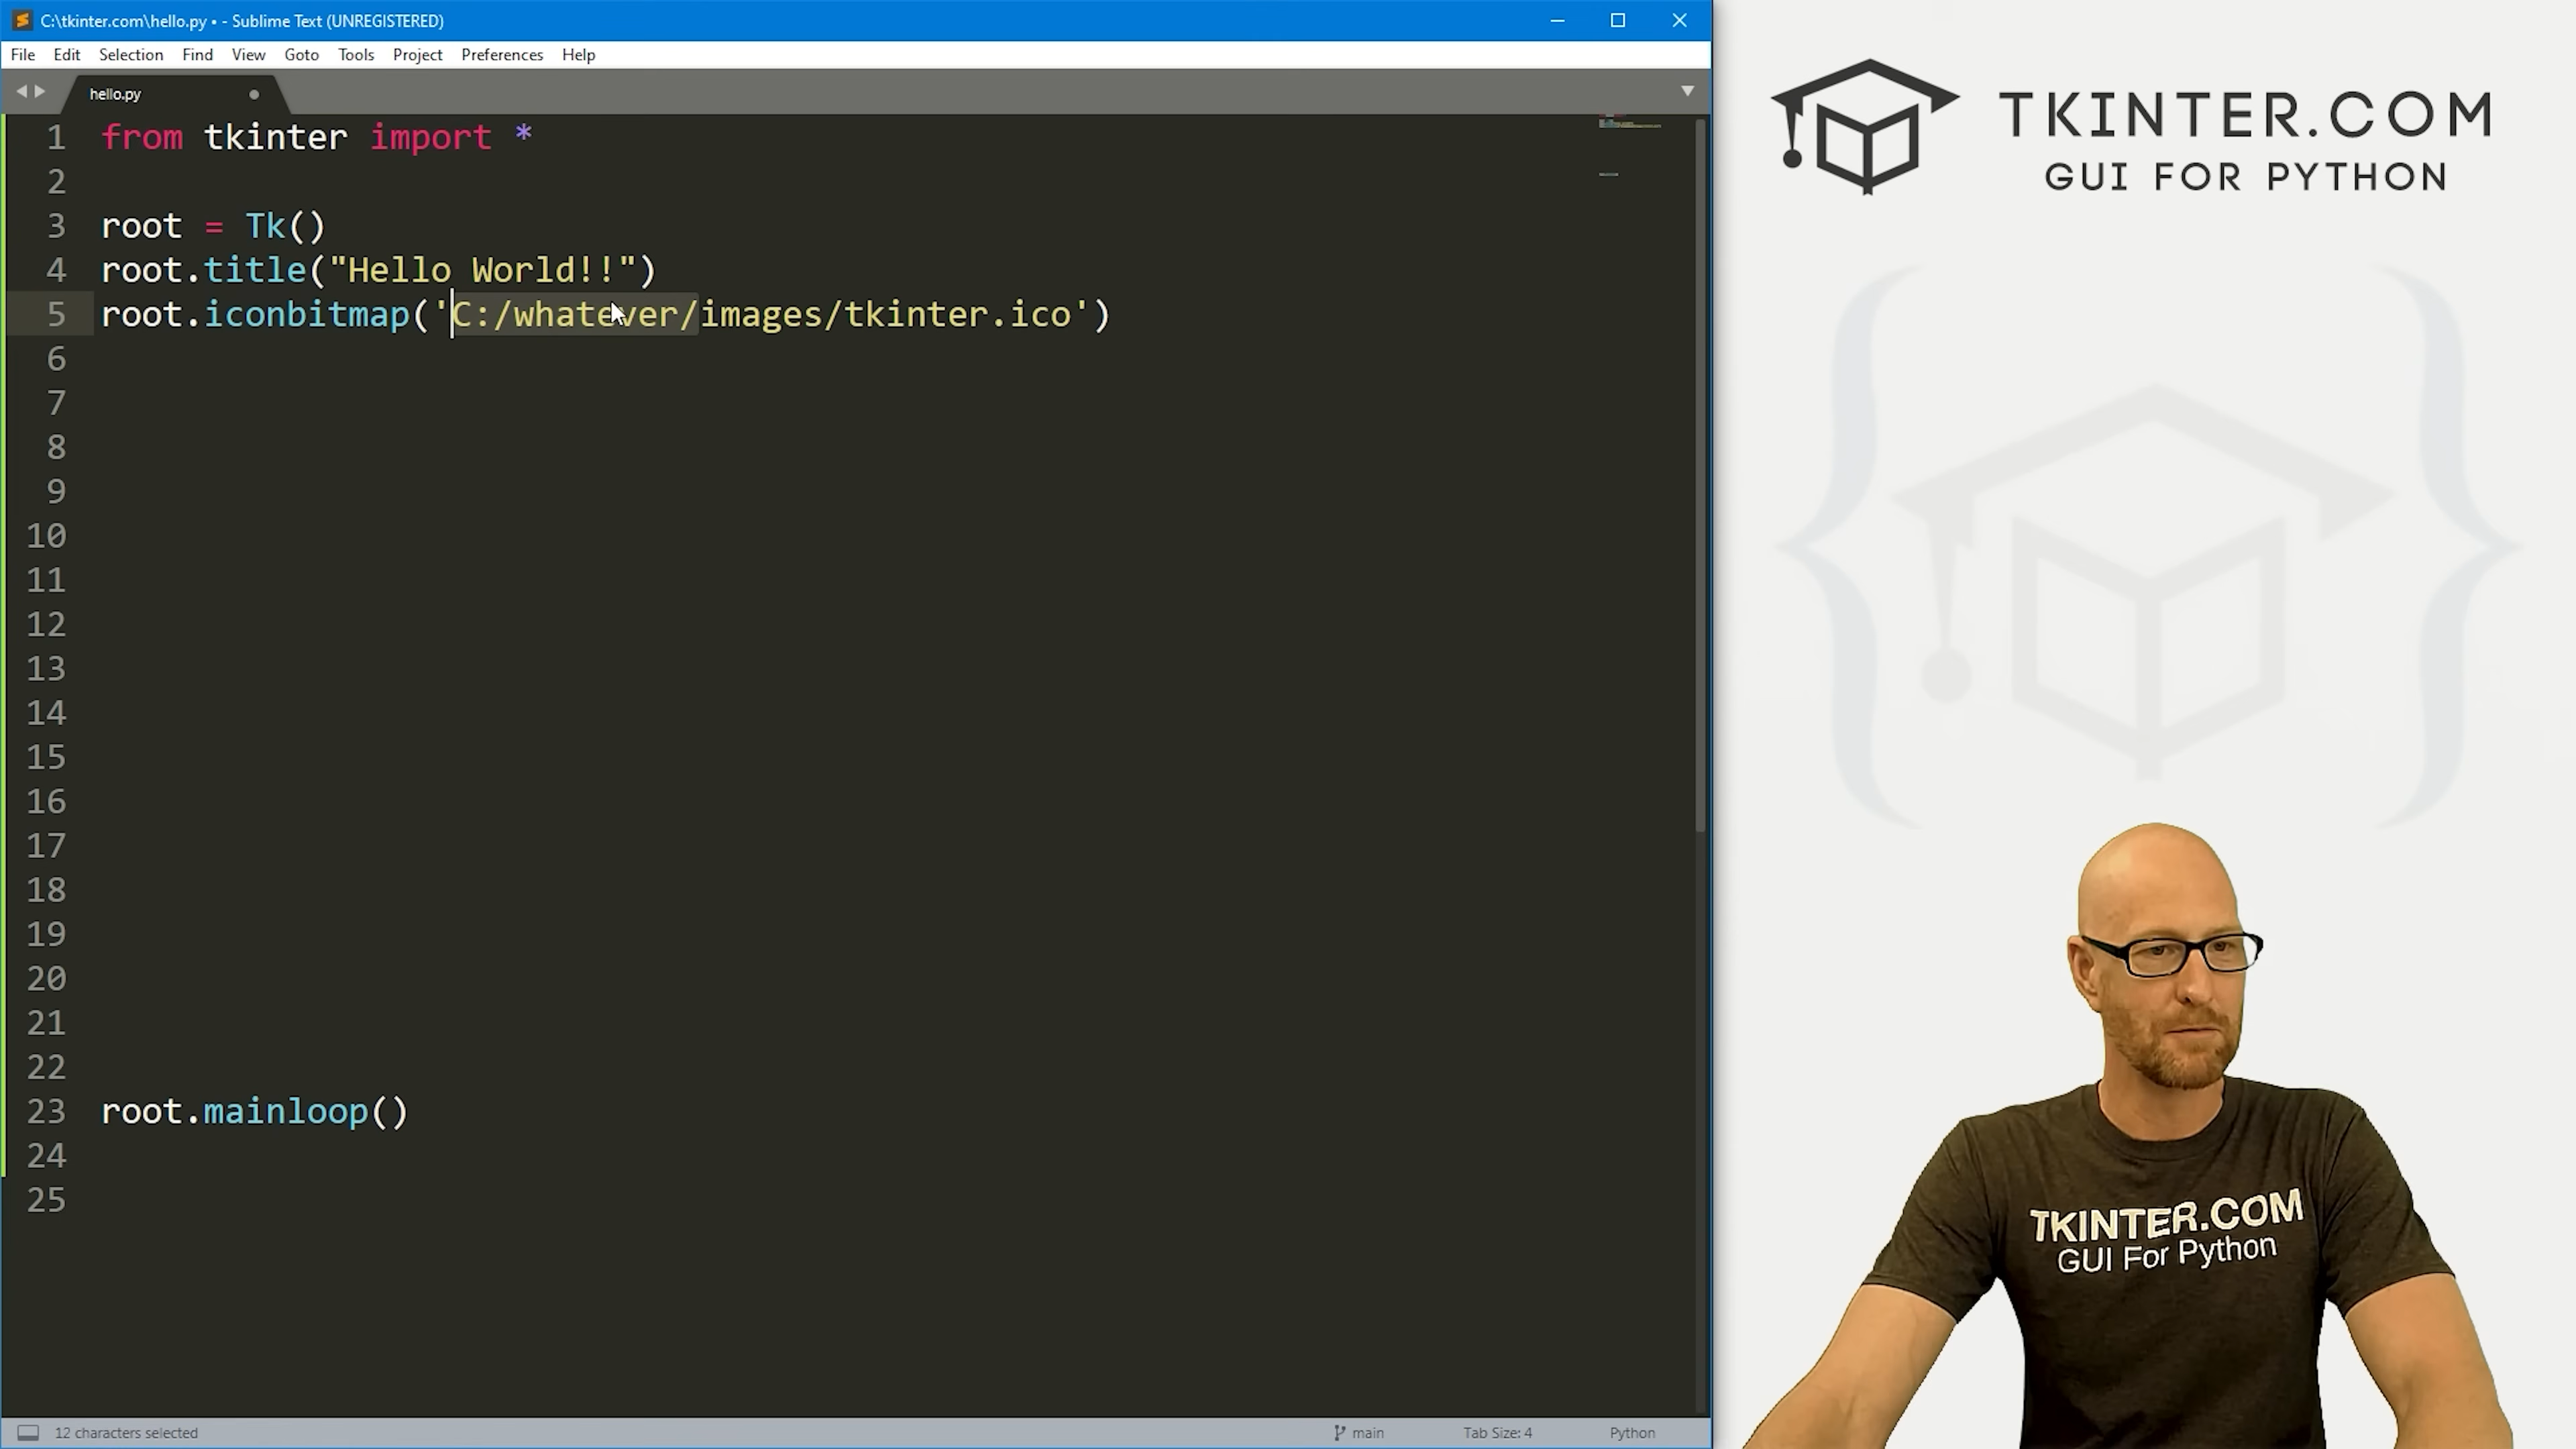 C:\tkinter.com\hello.py • - Sublime Text (UNREGISTERED)
File Edit Selection Find View Goto Tools Project Preferences Help
hello.py
1 from tkinter import *
2
3 root = Tk()
4 root.title("Hello World!!")
5 root.iconbitmap('C:/whatever/images/tkinter.ico')
6
7
8
9
10
11
12
13
14
15
16
17
18
19
20
21
22
23 root.mainloop()
24
25
12 characters selected
main
Tab Size: 4
Python
TKINTER.COM
GUI FOR PYTHON
TKINTER.COM
GUI For Python